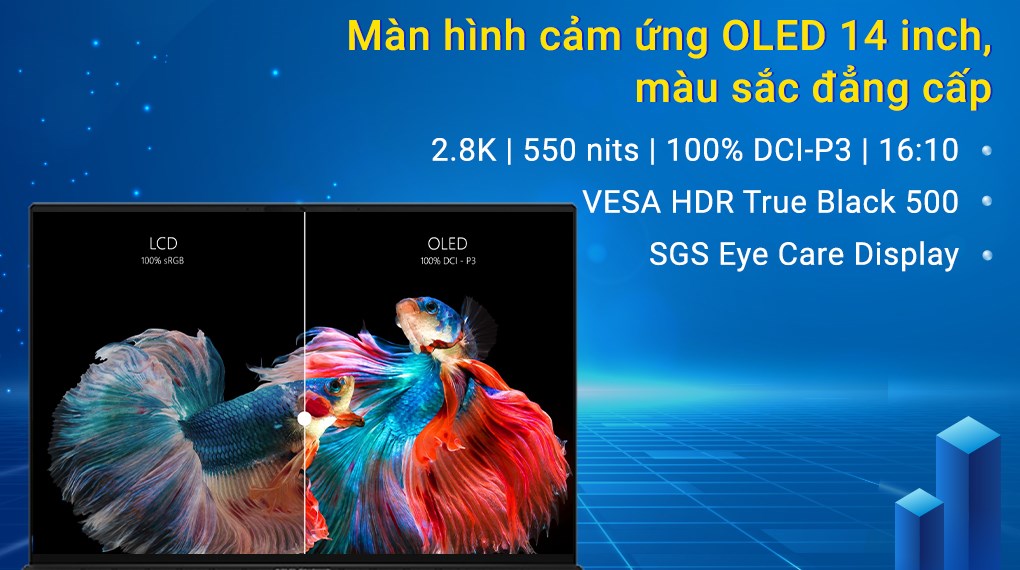 Màn hình cảm ứng OLED 14 inch,
màu sắc đẳng cấp
2.8K | 550 nits | 100% DCI-P3 | 16:10
VESA HDR True Black 500
SGS Eye Care Display
LCD
100% sRGB
OLED
100% DCI - P3